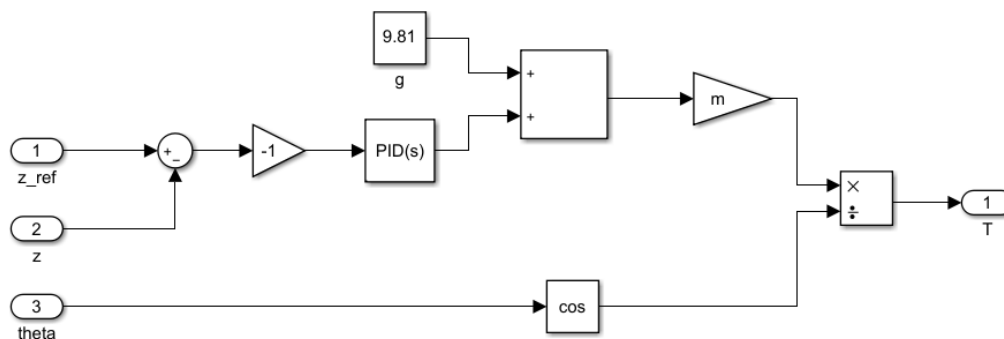 9.81
g
+
+
m
1
z_ref
+
−
-1
PID(s)
×
÷
1
T
2
z
3
theta
cos